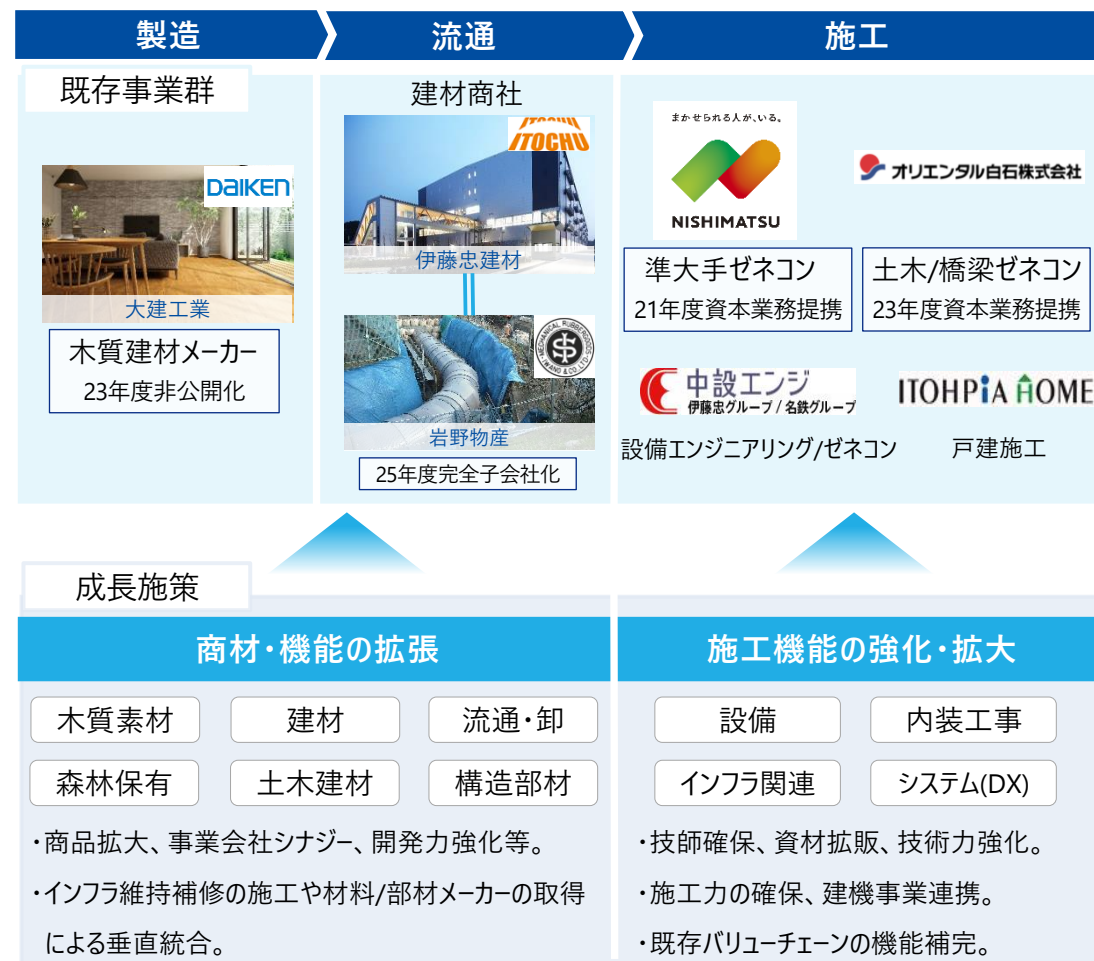 製造
流通
施工
既存事業群
DAIKEN
大建工業
木質建材メーカー
23年度非公開化
建材商社
ITOCHU
ITOCHU
伊藤忠建材
岩野物産
25年度完全子会社化
まかせられる人が、いる。
NISHIMATSU
準大手ゼネコン
21年度資本業務提携
オリエンタル白石株式会社
土木/橋梁ゼネコン
23年度資本業務提携
中設エンジ
伊藤忠グループ / 名鉄グループ
設備エンジニアリング/ゼネコン
ITOHPiA HOME
戸建施工
成長施策
商材・機能の拡張
木質素材
建材
流通・卸
森林保有
土木建材
構造部材
・商品拡大、事業会社シナジー、開発力強化等。
・インフラ維持補修の施工や材料/部材メーカーの取得
による垂直統合。
施工機能の強化・拡大
設備
内装工事
インフラ関連
システム(DX)
・技師確保、資材拡販、技術力強化。
・施工力の確保、建機事業連携。
・既存バリューチェーンの機能補完。